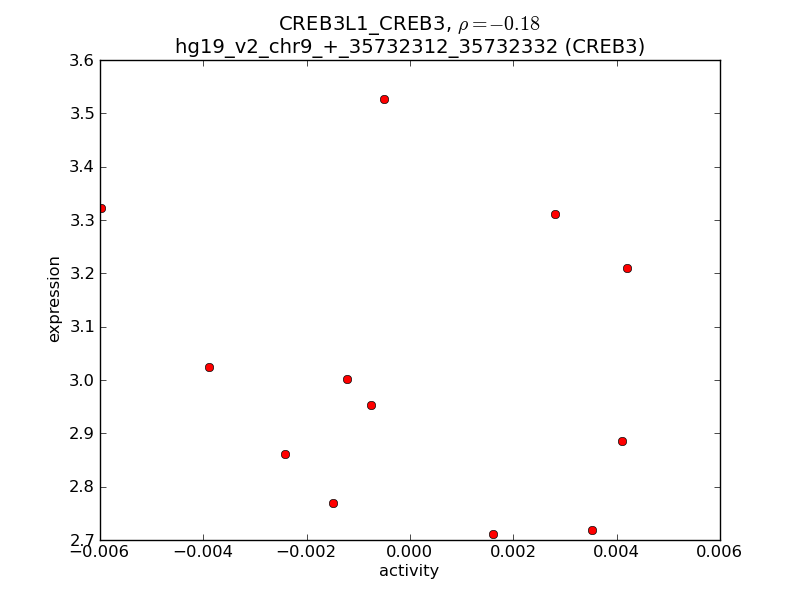 CREB3L1_CREB3, ρ = −0.18
hg19_v2_chr9_+_35732312_35732332 (CREB3)
3.6
3.5
3.4
3.3
3.2
3.1
3.0
2.9
2.8
2.7
expression
−0.006 −0.004 −0.002 0.000 0.002 0.004 0.006
activity